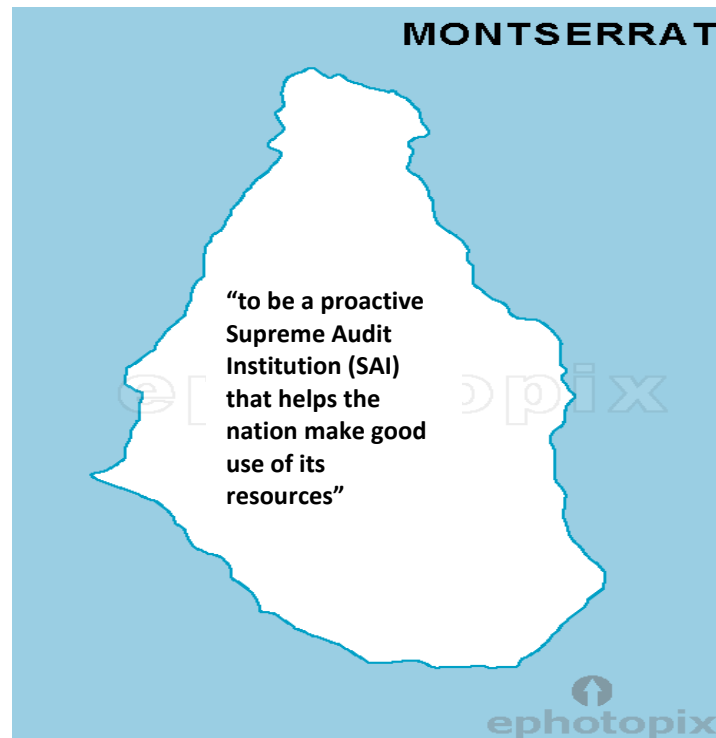 MONTSERRAT
“to be a proactive
Supreme Audit
Institution (SAI)
that helps the
nation make good
use of its
resources”
ephotopix